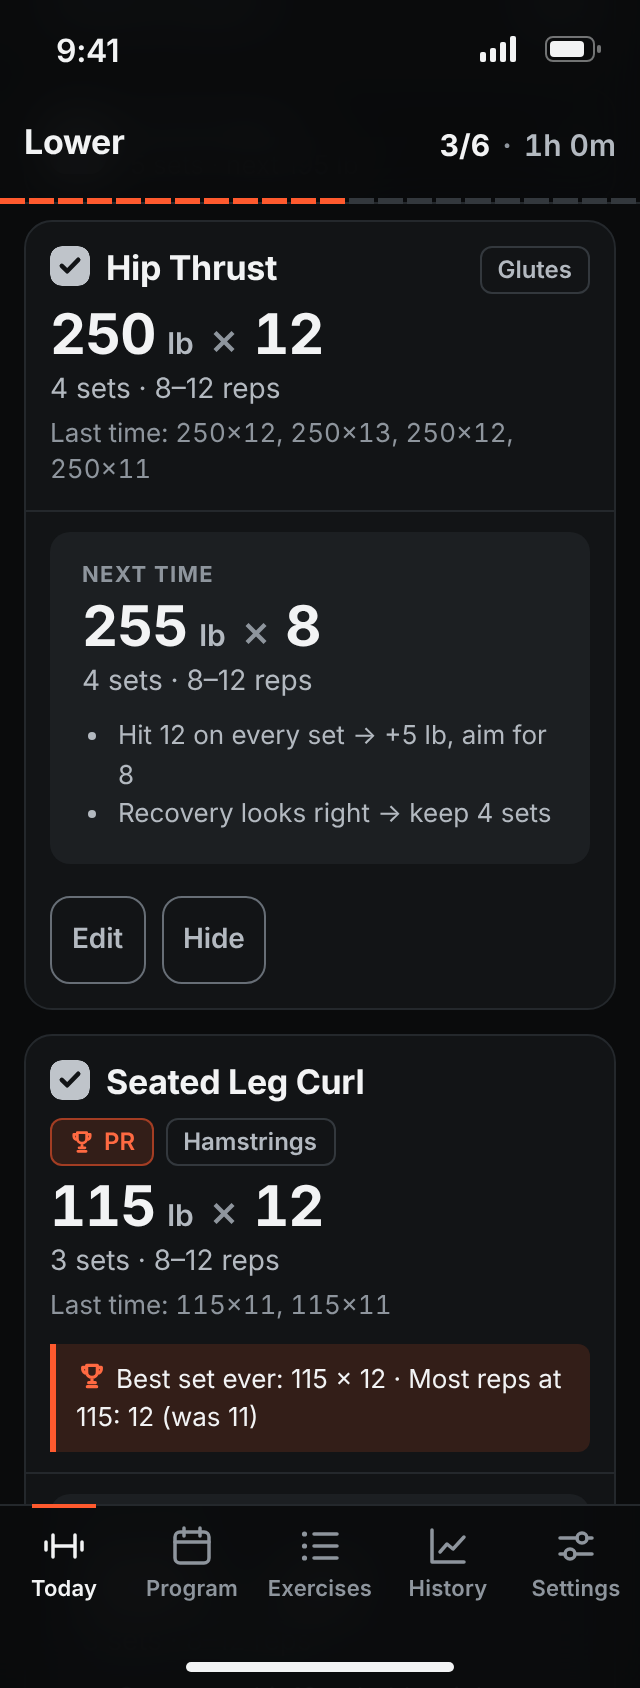 9:41
Lower
3/6 · 1h 0m
Hip Thrust
Glutes
250 lb × 12
4 sets · 8–12 reps
Last time: 250×12, 250×13, 250×12,
250×11
NEXT TIME
255 lb × 8
4 sets · 8–12 reps
• Hit 12 on every set → +5 lb, aim for
8
• Recovery looks right → keep 4 sets
Edit
Hide
Seated Leg Curl
PR
Hamstrings
115 lb × 12
3 sets · 8–12 reps
Last time: 115×11, 115×11
Best set ever: 115 × 12 · Most reps at
115: 12 (was 11)
Today
Program
Exercises
History
Settings